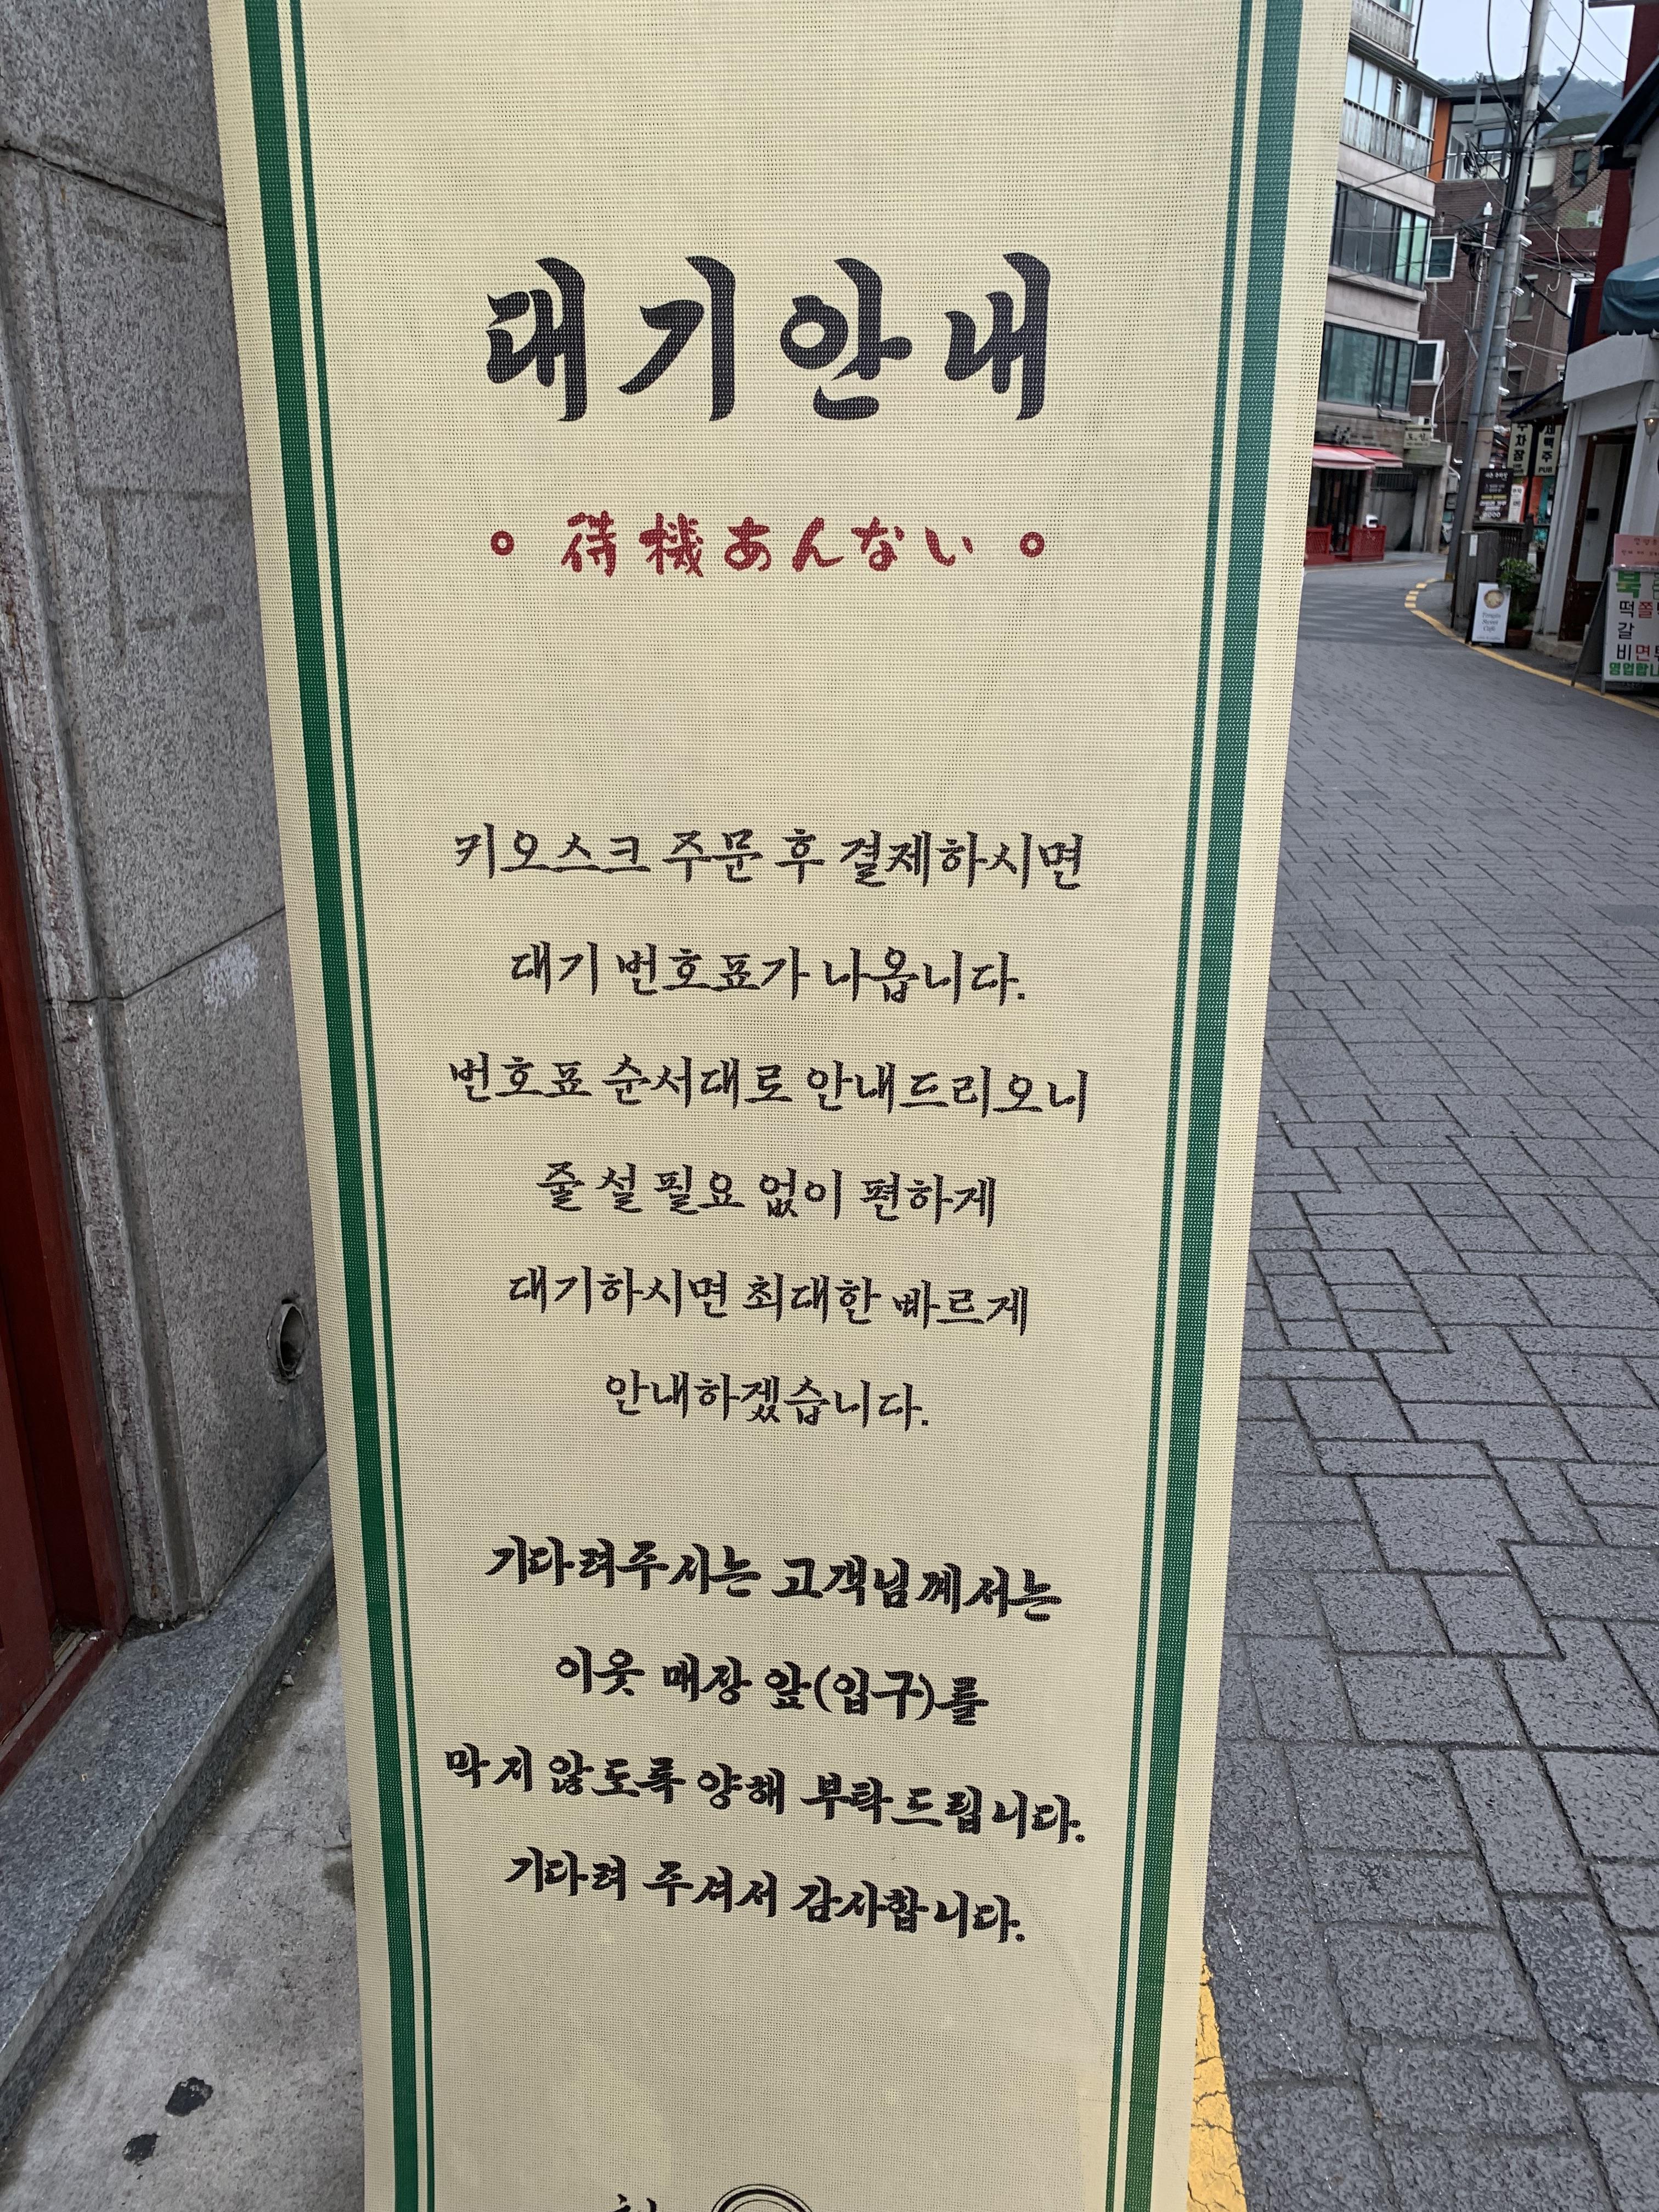 대기안내
待機あんない
키오스크 주문 후 결제하시면
대기 번호표가 나옵니다.
번호표 순서대로 안내드리오니
줄 설 필요 없이 편하게
대기하시면 최대한 빠르게
안내하겠습니다.
기다려주시는 고객님께서는
이웃 매장 앞(입구)를
막지 않도록 양해 부탁드립니다.
기다려 주셔서 감사합니다.
PUB
떡
갈
비